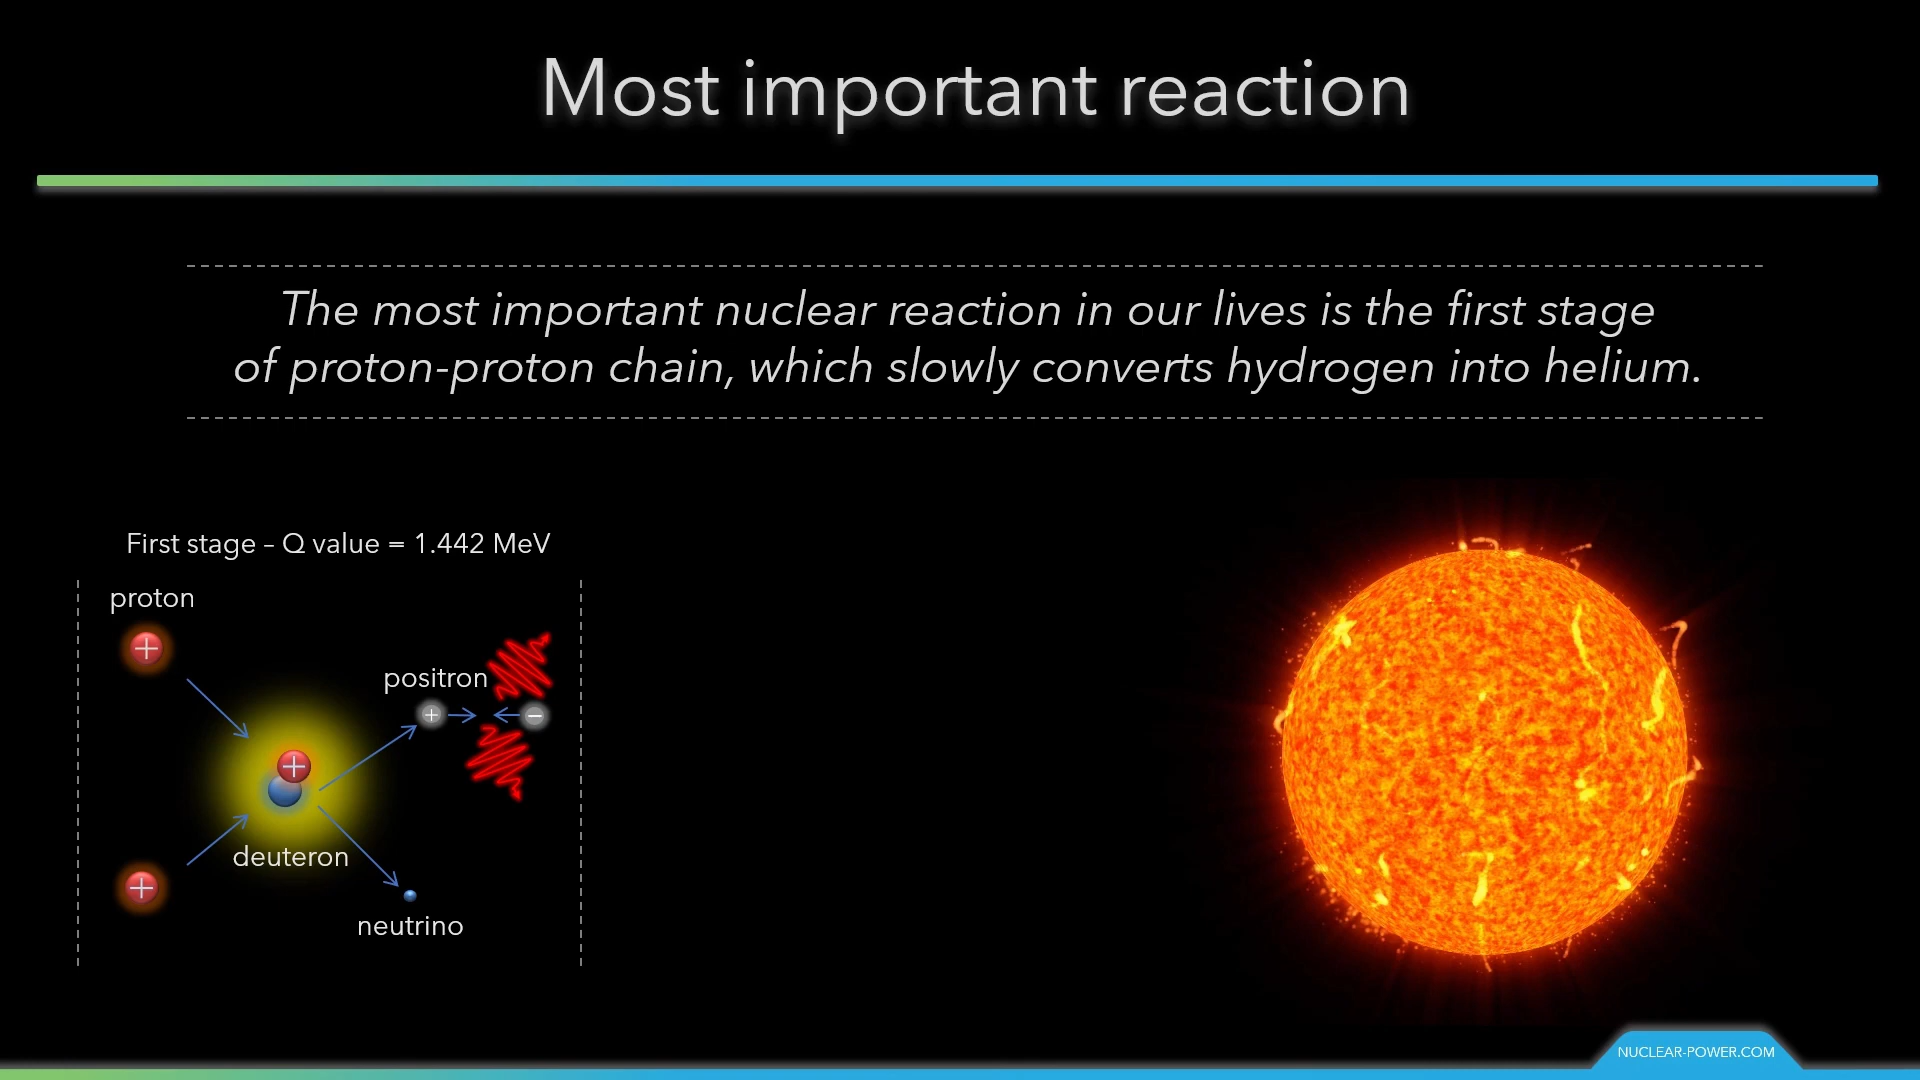 Most important reaction
The most important nuclear reaction in our lives is the first stage
of proton-proton chain, which slowly converts hydrogen into helium.
First stage – Q value = 1.442 MeV
proton
positron
deuteron
neutrino
NUCLEAR-POWER.COM